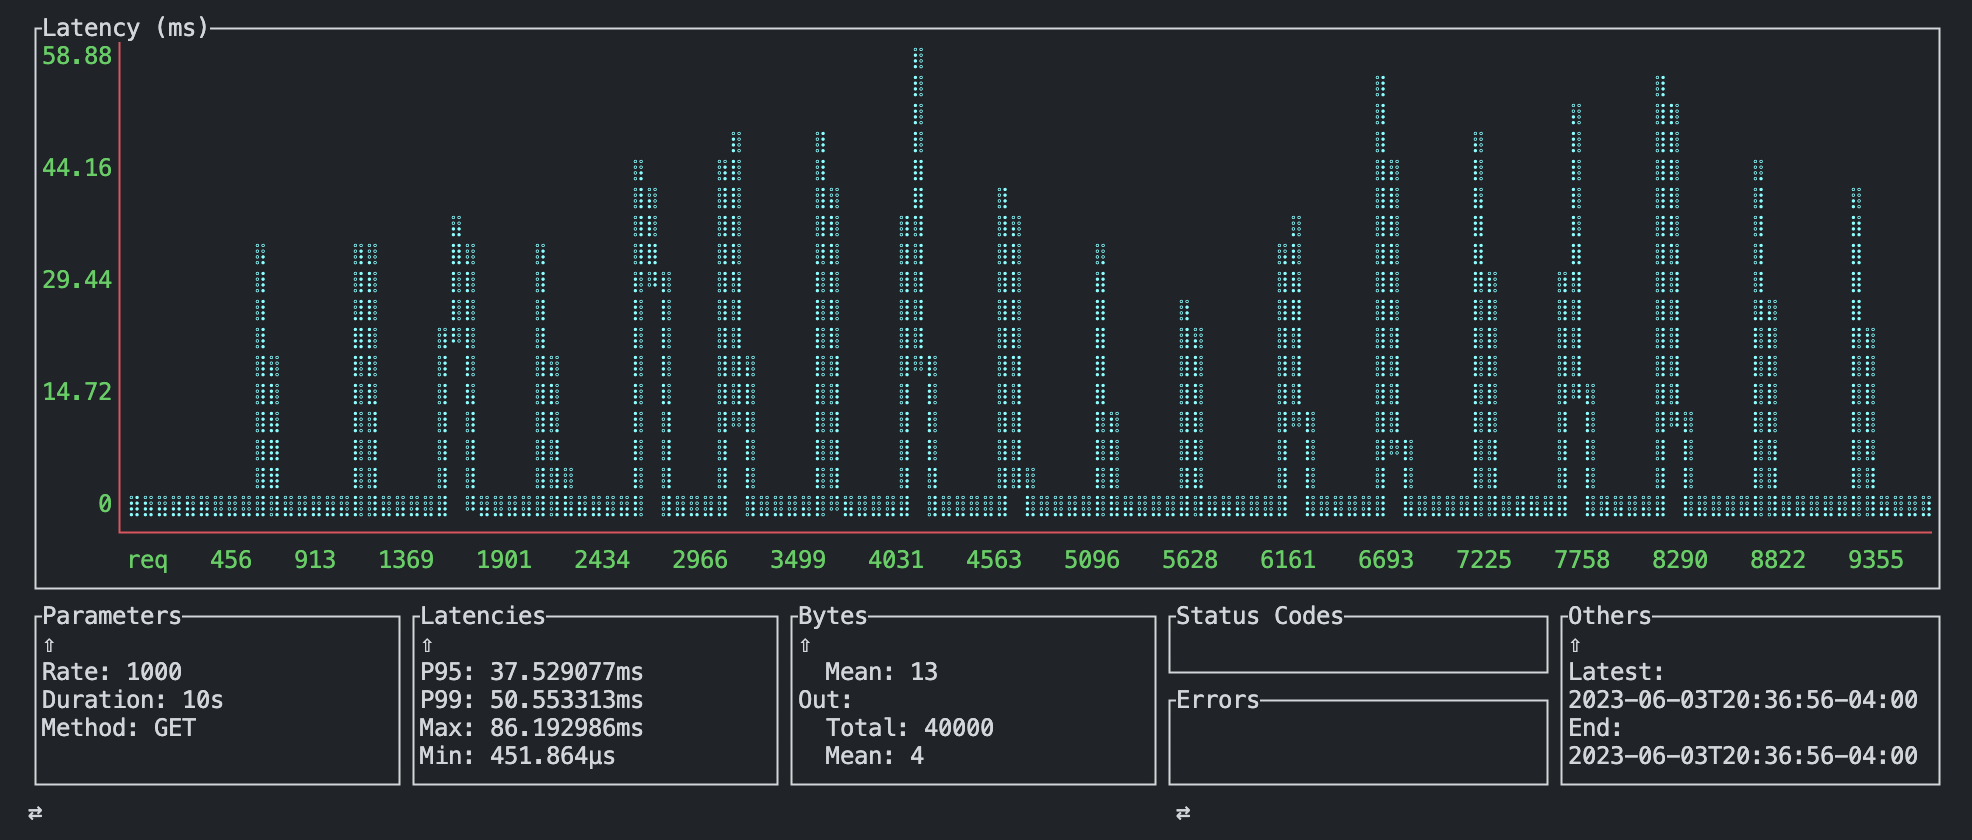 Latency (ms)
58.88
44.16
29.44
14.72
0
req 456 913 1369 1901 2434 2966 3499 4031 4563 5096 5628 6161 6693 7225 7758 8290 8822 9355
Parameters
⇧
Rate: 1000
Duration: 10s
Method: GET
Latencies
⇧
P95: 37.529077ms
P99: 50.553313ms
Max: 86.192986ms
Min: 451.864µs
Bytes
⇧
Mean: 13
Out:
Total: 40000
Mean: 4
Status Codes
Errors
Others
⇧
Latest:
2023-06-03T20:36:56-04:00
End:
2023-06-03T20:36:56-04:00
⇄ ⇄